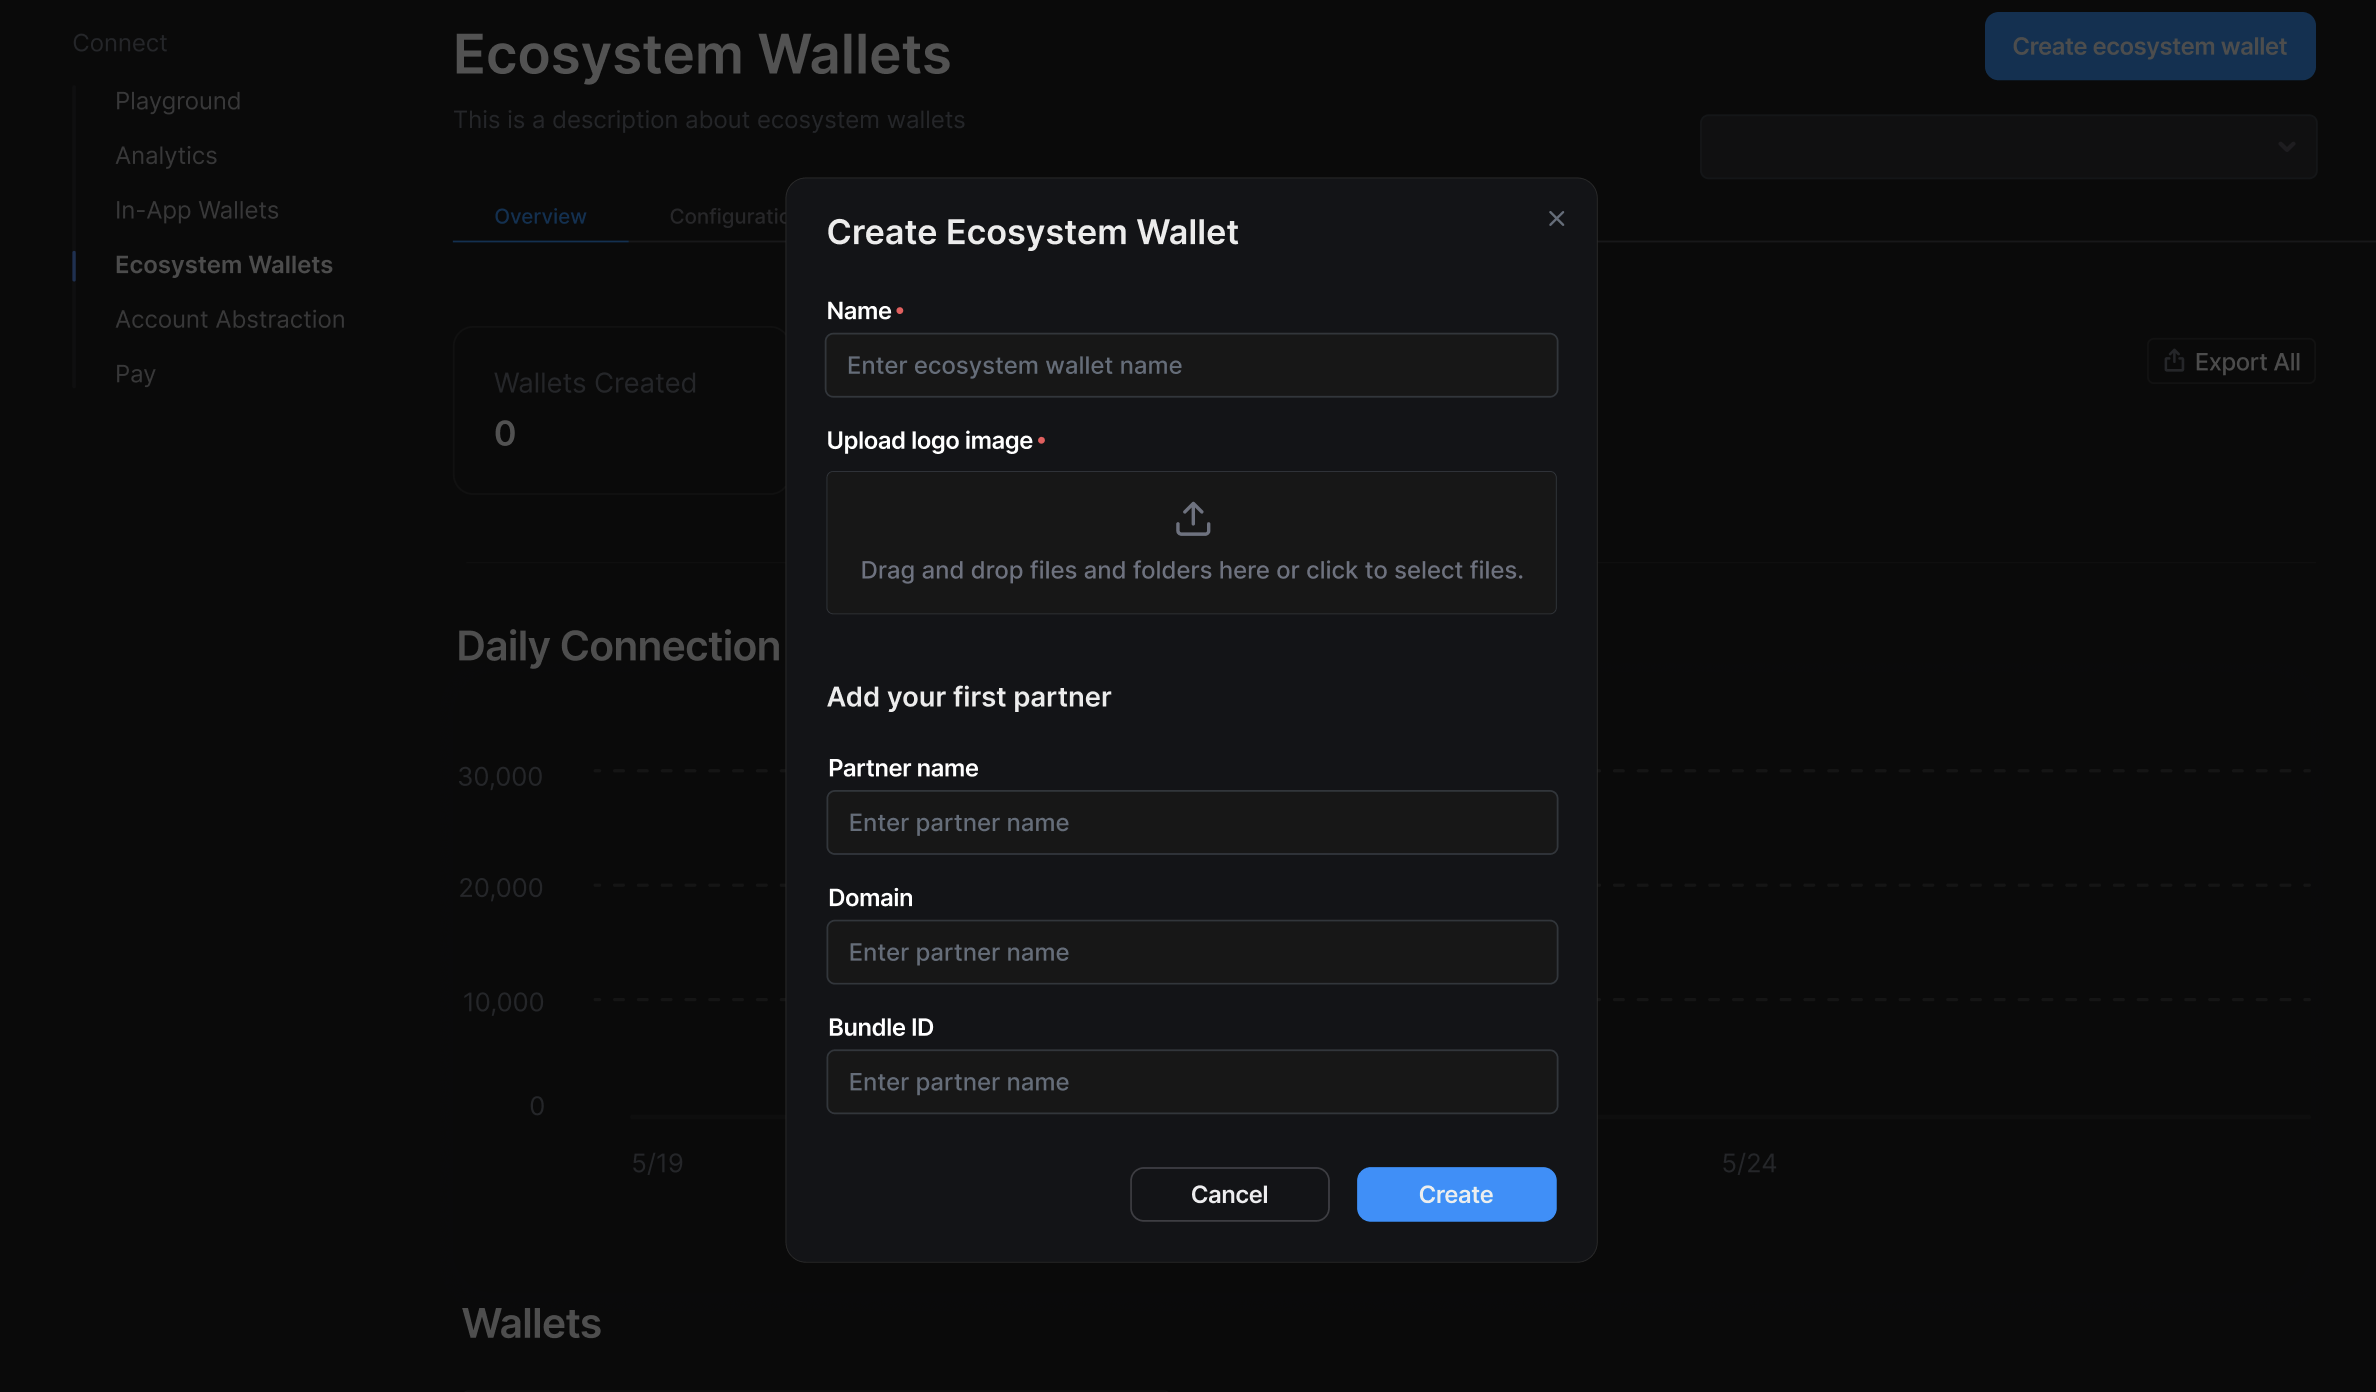 Connect
Playground
Analytics
In-App Wallets
Ecosystem Wallets
Account Abstraction
Pay
Ecosystem Wallets
This is a description about ecosystem wallets
Create ecosystem wallet
Overview
Configuratio
Wallets Created
0
Export All
Daily Connection
30,000
20,000
10,000
0
5/19
5/24
Wallets
Create Ecosystem Wallet
Name
Enter ecosystem wallet name
Upload logo image
Drag and drop files and folders here or click to select files.
Add your first partner
Partner name
Enter partner name
Domain
Enter partner name
Bundle ID
Enter partner name
Cancel
Create